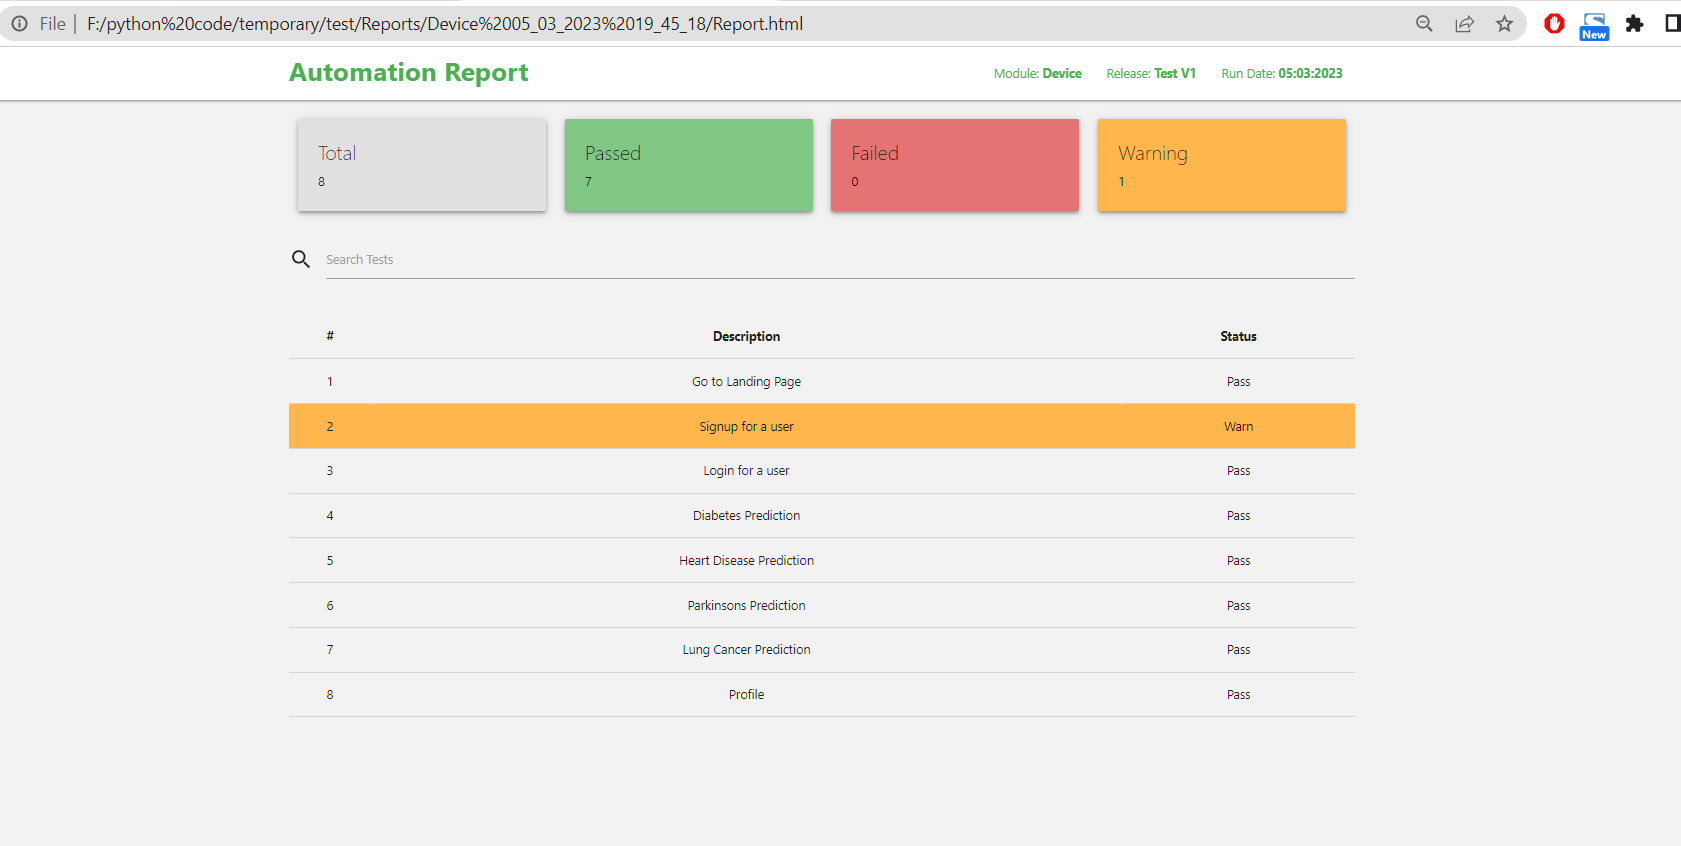 File | F:/python%20code/temporary/test/Reports/Device%2005_03_2023%2019_45_18/Report.html
New
Automation Report
Module: Device Release: Test V1 Run Date: 05:03:2023
Total
8
Passed
7
Failed
0
Warning
1
Search Tests
# Description Status
1 Go to Landing Page Pass
2 Signup for a user Warn
3 Login for a user Pass
4 Diabetes Prediction Pass
5 Heart Disease Prediction Pass
6 Parkinsons Prediction Pass
7 Lung Cancer Prediction Pass
8 Profile Pass